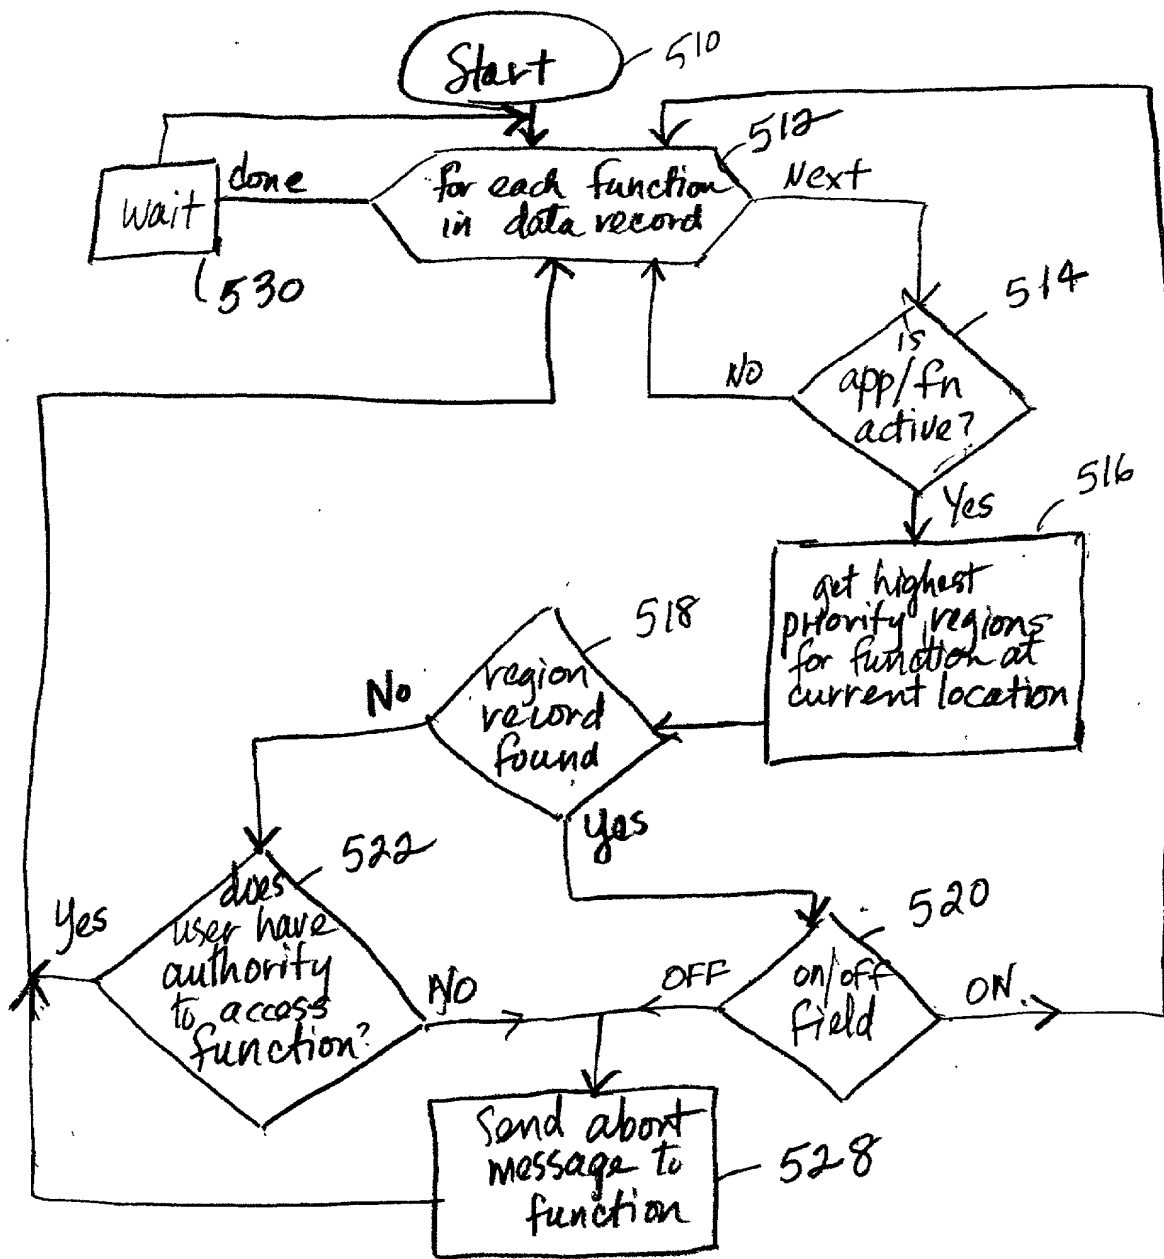 Start
510
512
for each function
in data record
Next
done
wait
530
514
is
app/fn
active?
NO
Yes
516
get highest
priority regions
for function at
current location
518
region
record
found
No
yes
522
does
user have
authority
to access
function?
Yes
NO
520
on/off
field
OFF
ON.
Send abort
message to
function
528